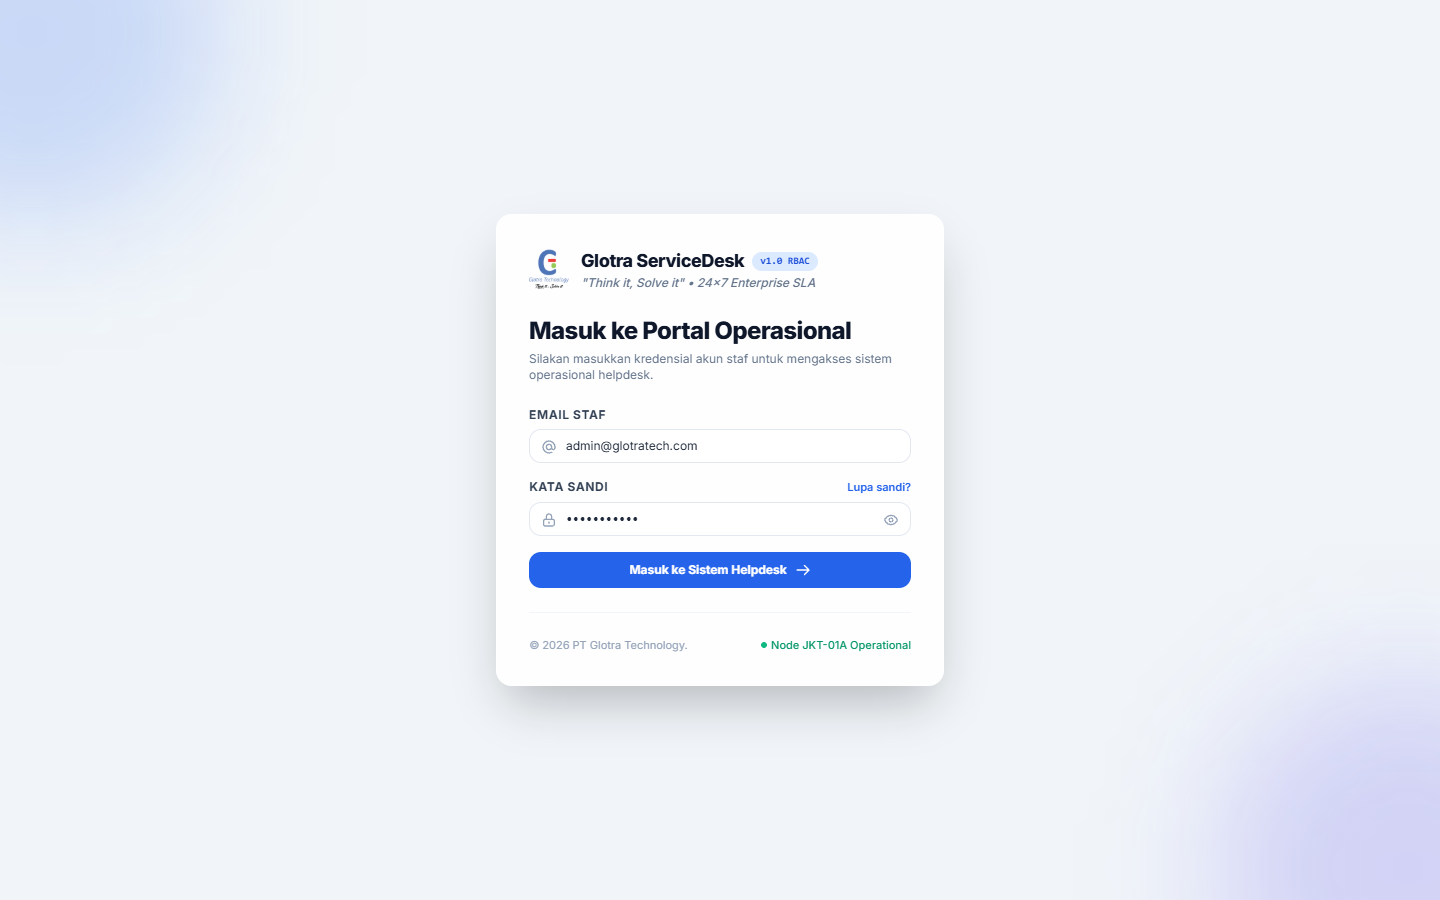 Glotra Technology
Glotra ServiceDesk v1.0 RBAC
"Think it, Solve it" • 24×7 Enterprise SLA
Masuk ke Portal Operasional
Silakan masukkan kredensial akun staf untuk mengakses sistem
operasional helpdesk.
EMAIL STAF
admin@glotratech.com
KATA SANDI Lupa sandi?
•••••••••••
Masuk ke Sistem Helpdesk →
© 2026 PT Glotra Technology. Node JKT-01A Operational